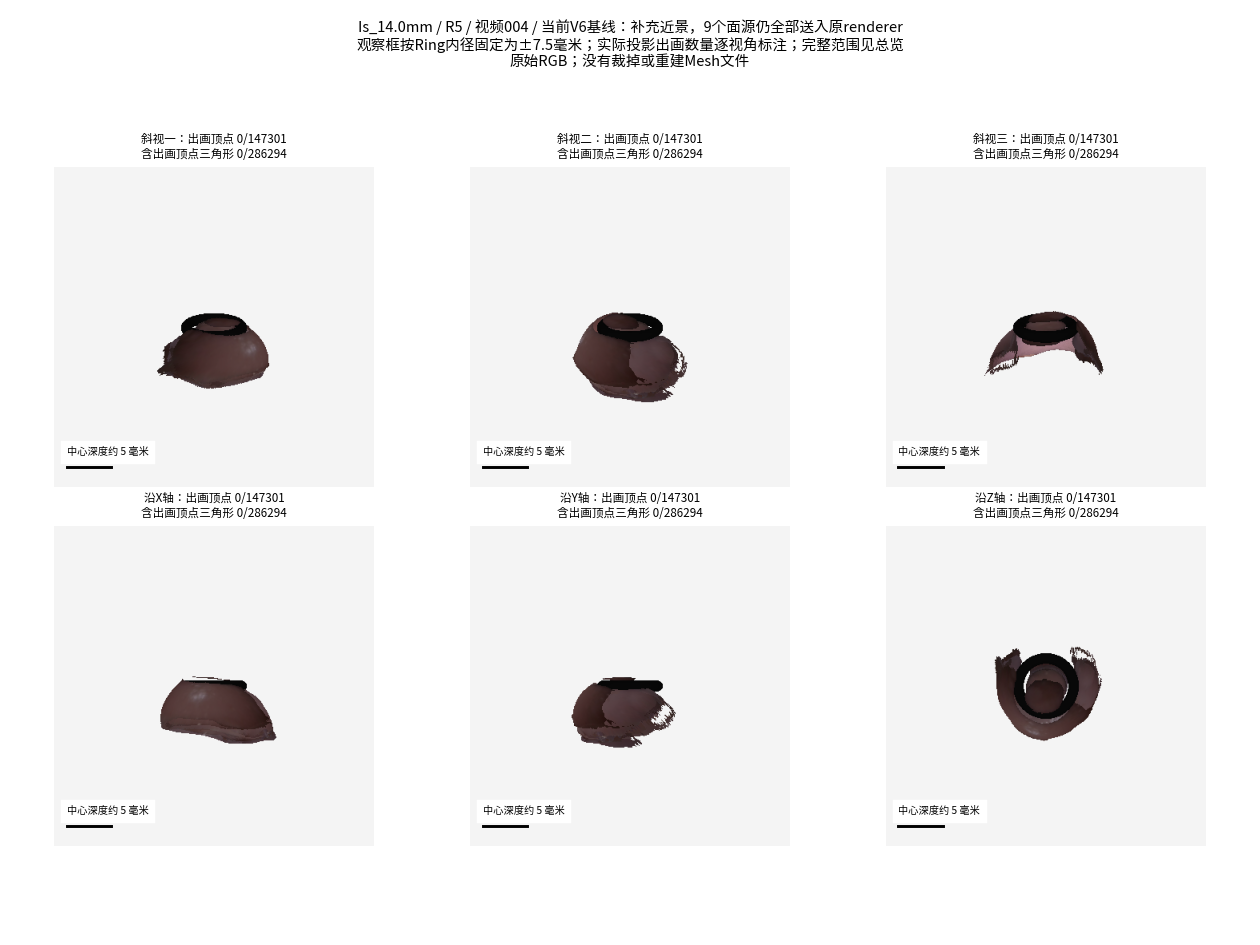 ls_14.0mm / R5 / 视频004 / 当前V6基线：补充近景，9个面源仍全部送入原renderer
观察框按Ring内径固定为±7.5毫米；实际投影出画数量逐视角标注；完整范围见总览
原始RGB；没有裁掉或重建Mesh文件
斜视一：出画顶点 0/147301
含出画顶点三角形 0/286294
斜视二：出画顶点 0/147301
含出画顶点三角形 0/286294
斜视三：出画顶点 0/147301
含出画顶点三角形 0/286294
中心深度约 5 毫米
中心深度约 5 毫米
中心深度约 5 毫米
沿X轴：出画顶点 0/147301
含出画顶点三角形 0/286294
沿Y轴：出画顶点 0/147301
含出画顶点三角形 0/286294
沿Z轴：出画顶点 0/147301
含出画顶点三角形 0/286294
中心深度约 5 毫米
中心深度约 5 毫米
中心深度约 5 毫米